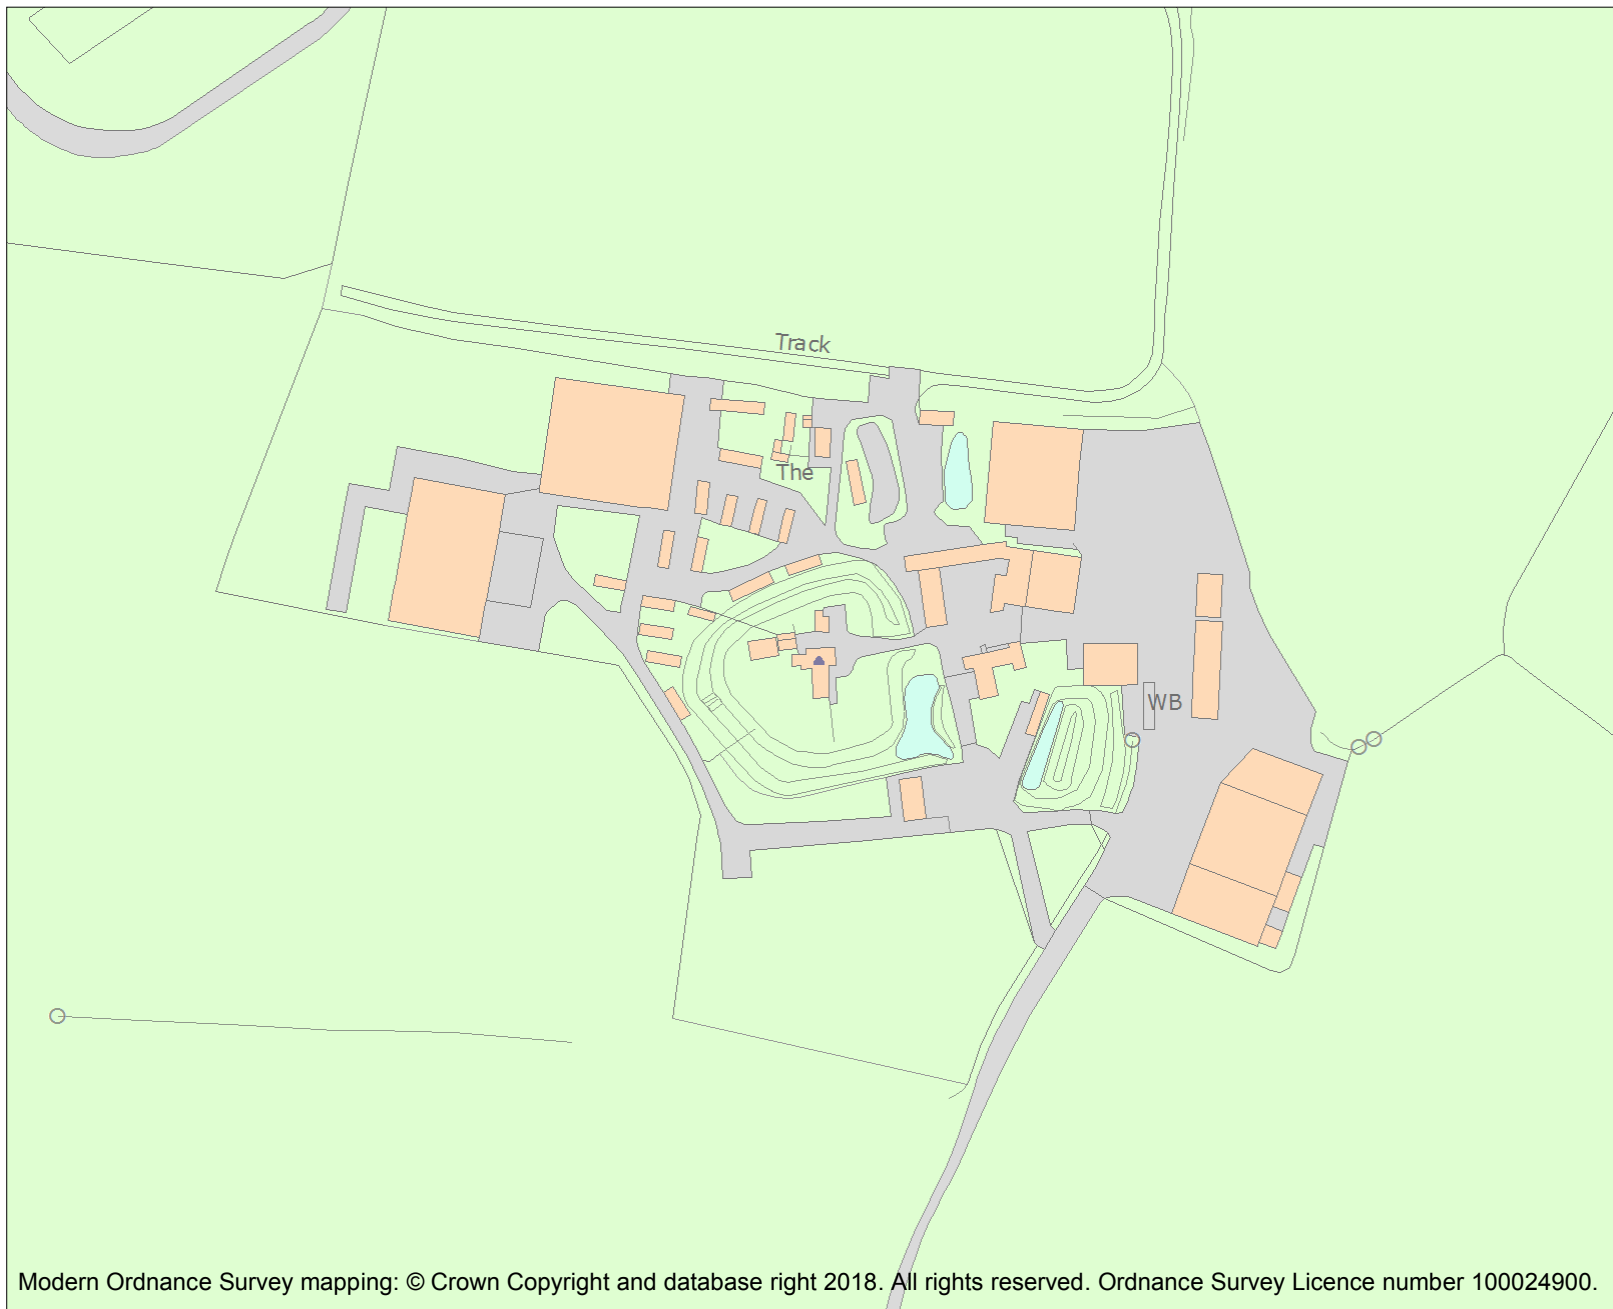 Track
The
WB
Modern Ordnance Survey mapping: © Crown Copyright and database right 2018. All rights reserved. Ordnance Survey Licence number 100024900.